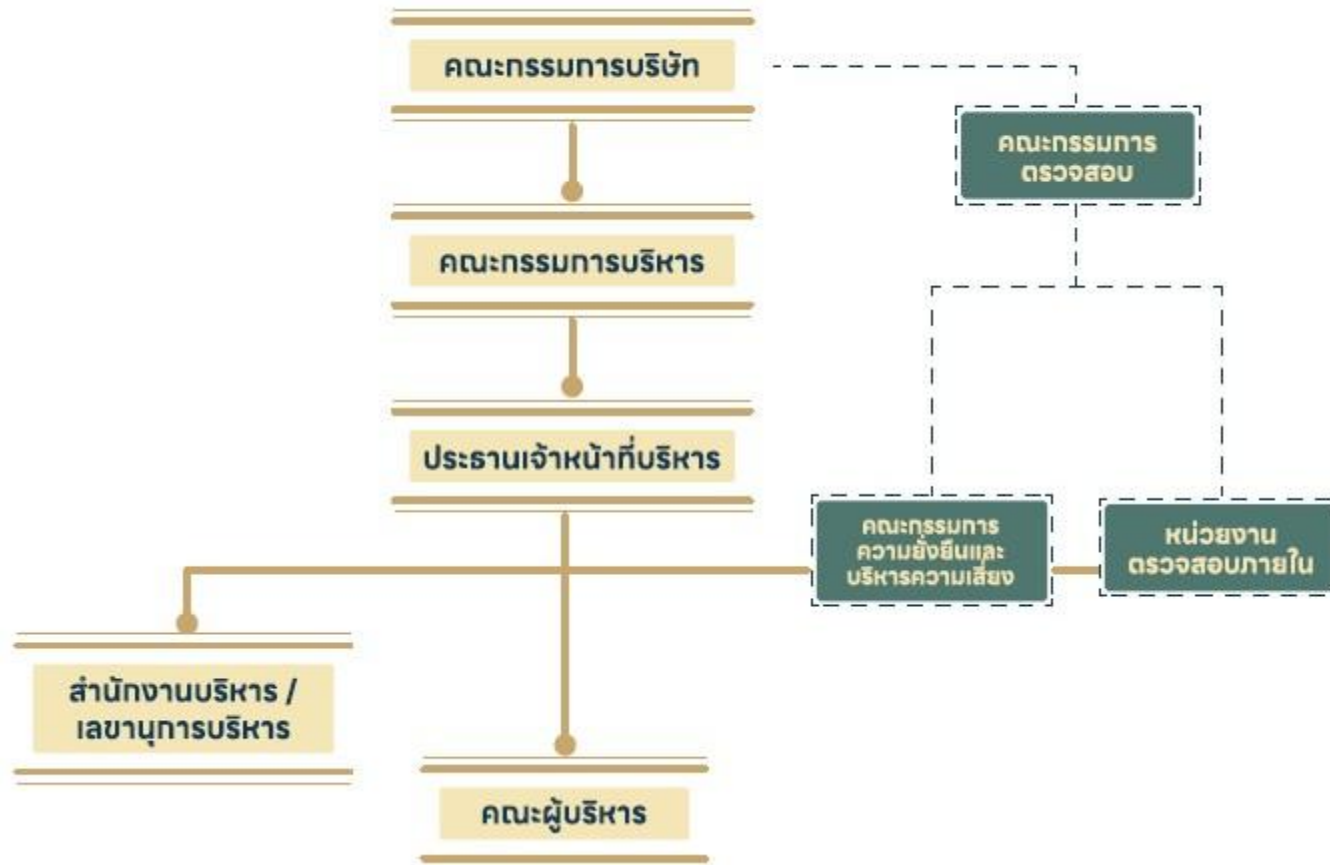 คณะกรรมการบริษัท
คณะกรรมการ
ตรวจสอบ
คณะกรรมการบริหาร
ประธานเจ้าหน้าที่บริหาร
คณะกรรมการ
ความยั่งยืนและ
บริหารความเสี่ยง
หน่วยงาน
ตรวจสอบภายใน
สำนักงานบริหาร /
เลขานุการบริหาร
คณะผู้บริหาร